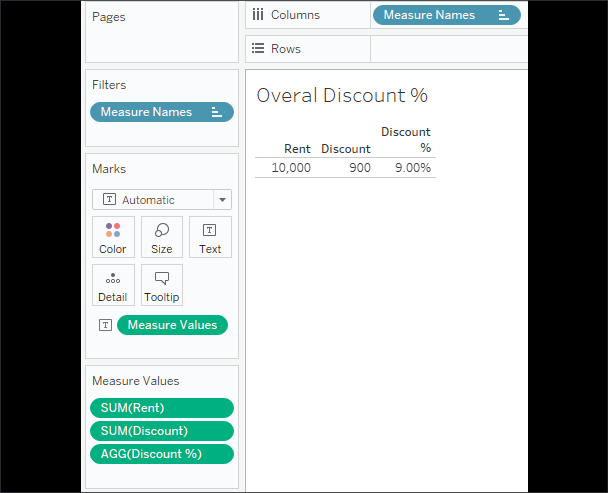 Pages
Columns
Measure Names
Rows
Filters
Measure Names
Marks
Automatic
Color Size Text
Detail Tooltip
Measure Values
Measure Values
SUM(Rent)
SUM(Discount)
AGG(Discount %)
Overal Discount %
Discount
Rent Discount %
10,000 900 9.00%